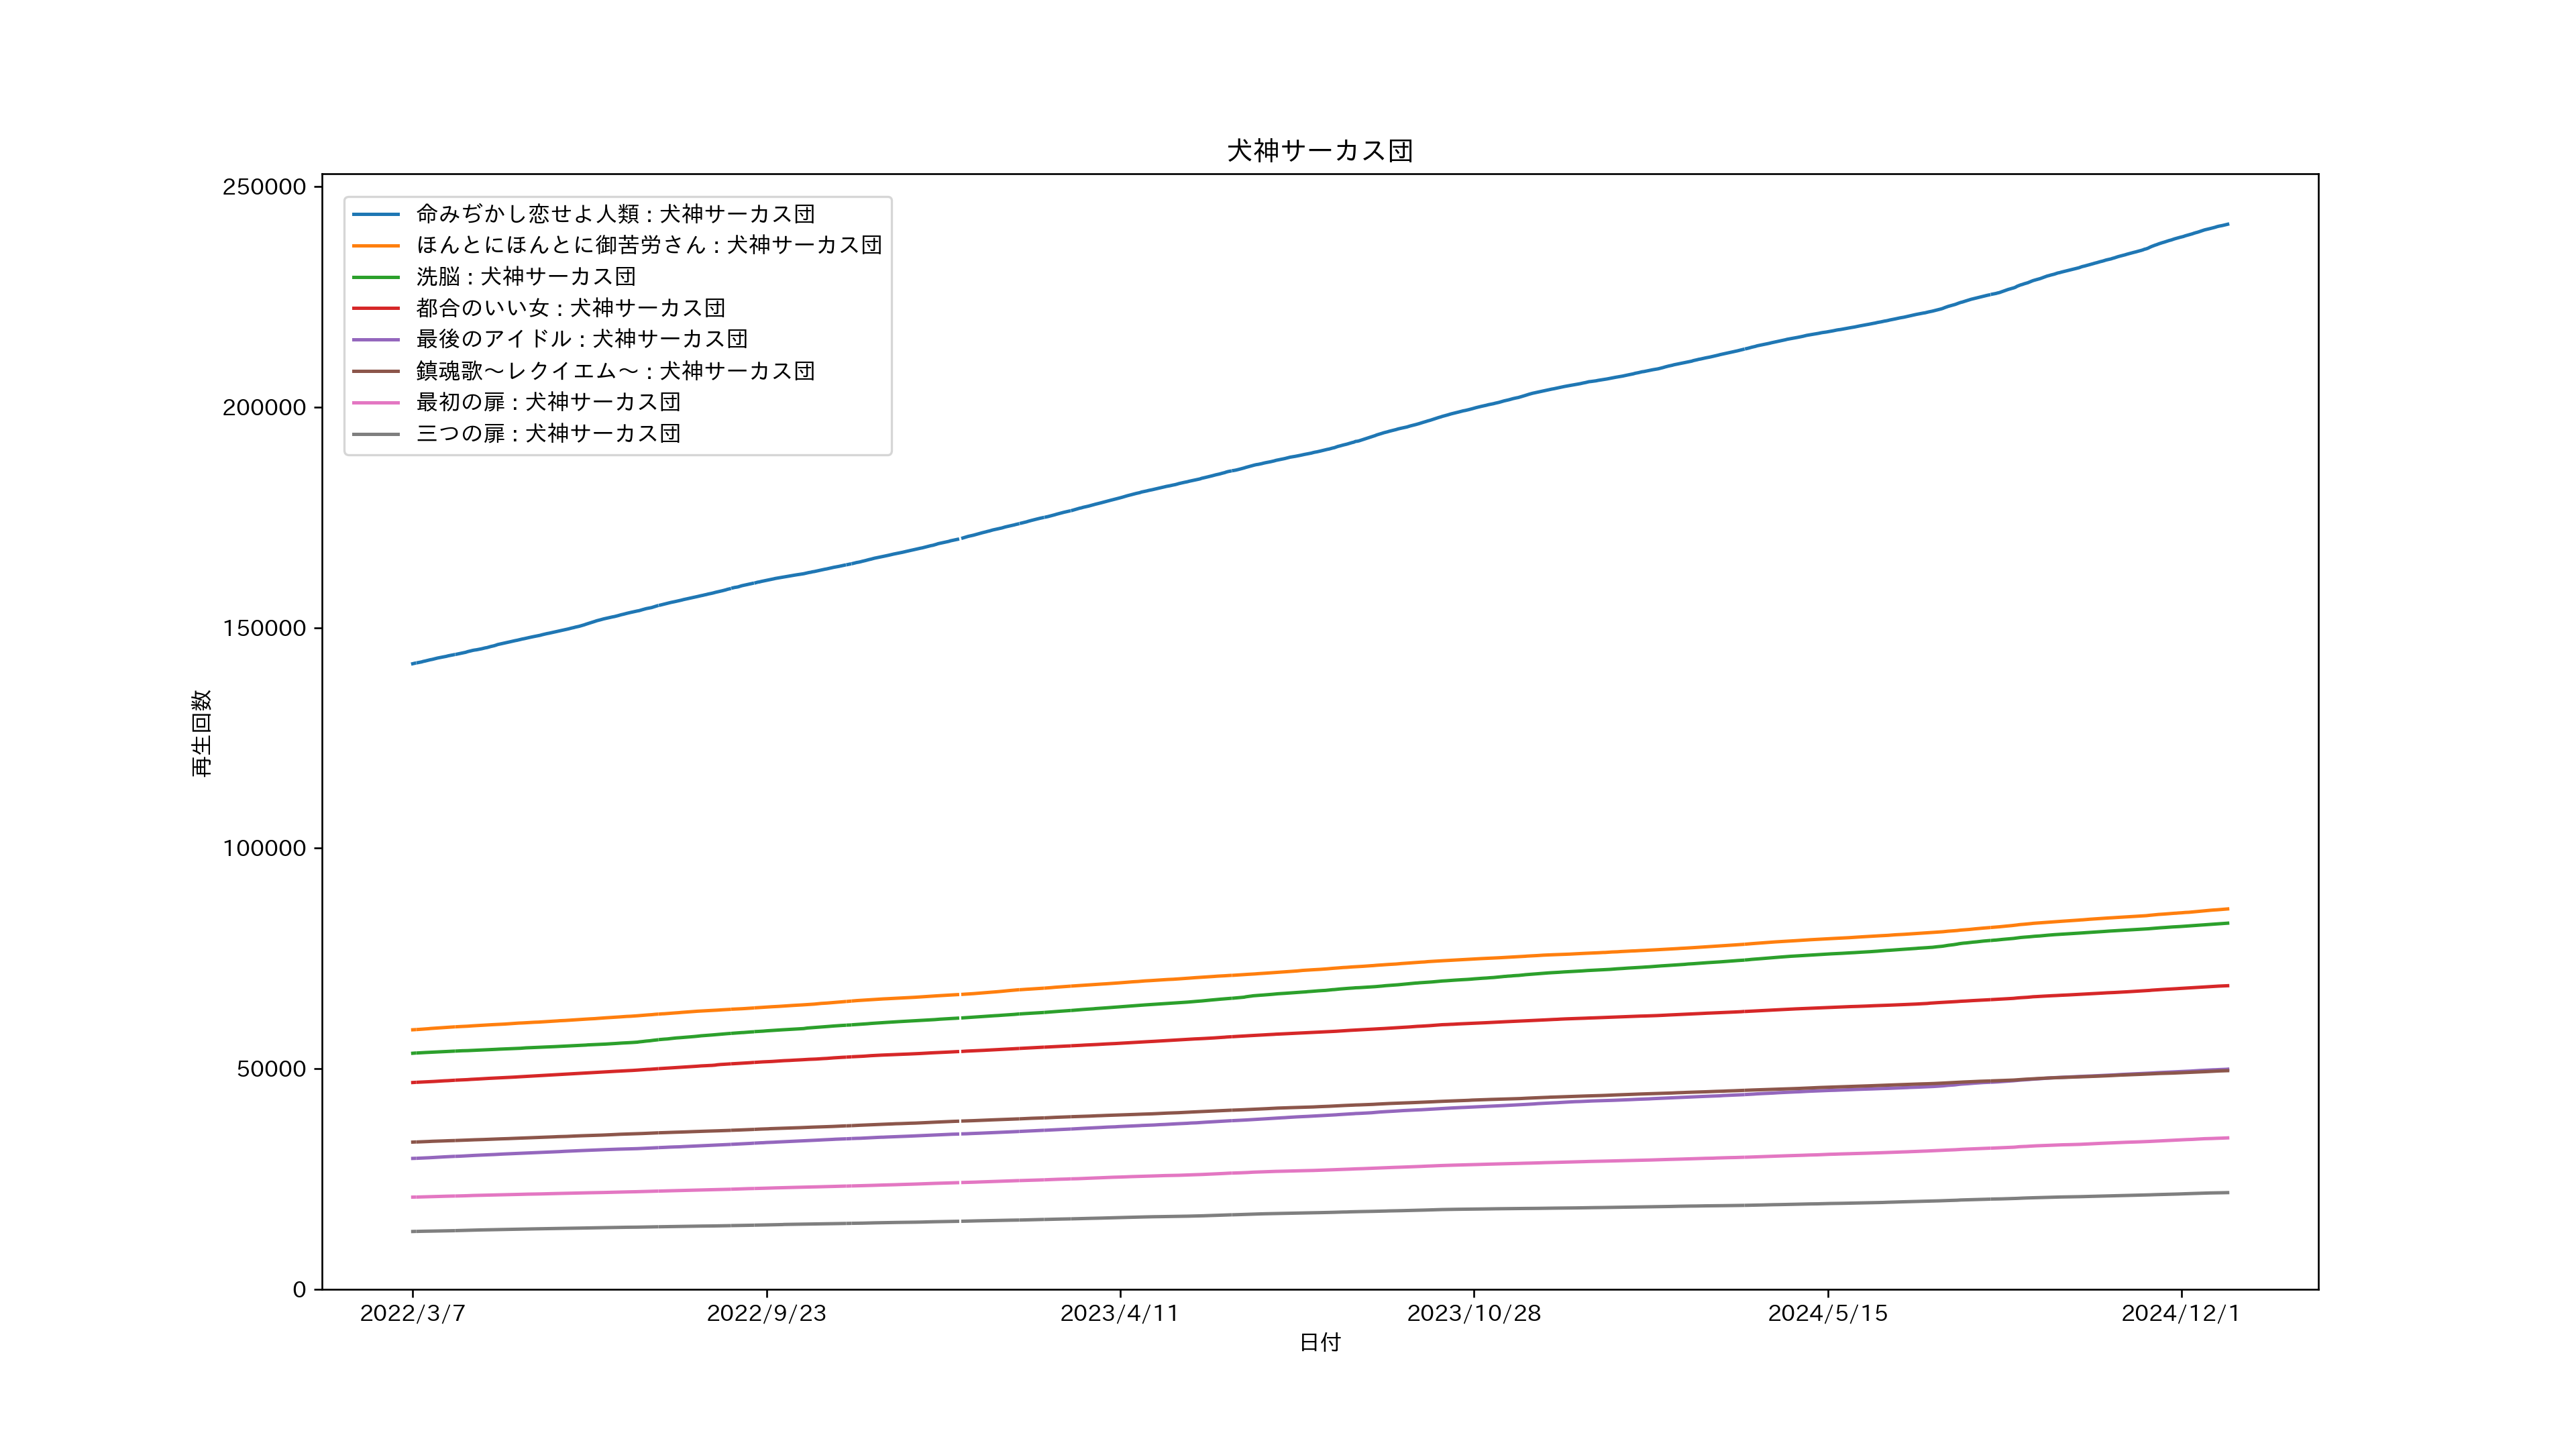 犬神サーカス団
250000
200000
150000
100000
50000
0
再生回数
命みぢかし恋せよ人類 : 犬神サーカス団
ほんとにほんとに御苦労さん : 犬神サーカス団
洗脳 : 犬神サーカス団
都合のいい女 : 犬神サーカス団
最後のアイドル : 犬神サーカス団
鎮魂歌〜レクイエム〜 : 犬神サーカス団
最初の扉 : 犬神サーカス団
三つの扉 : 犬神サーカス団
2022/3/7 2022/9/23 2023/4/11 2023/10/28 2024/5/15 2024/12/1
日付